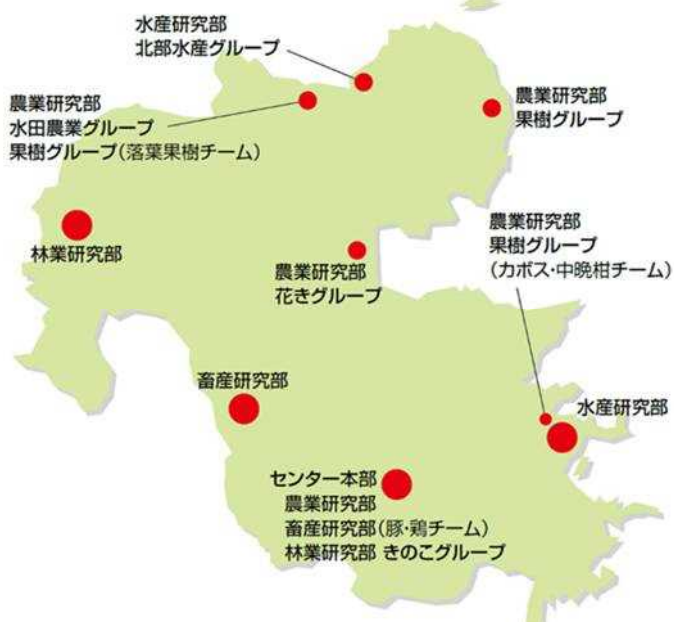 水産研究部
北部水産グループ
農業研究部
水田農業グループ
果樹グループ(落葉果樹チーム)
農業研究部
果樹グループ
林業研究部
農業研究部
花きグループ
農業研究部
果樹グループ
(カボス・中晩柑チーム)
畜産研究部
水産研究部
センター本部
農業研究部
畜産研究部(豚・鶏チーム)
林業研究部 きのこグループ